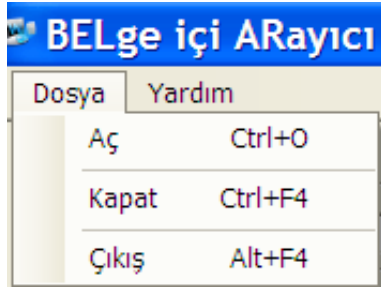 BELge içi ARayıcı
Dosya Yardım
Aç Ctrl+O
Kapat Ctrl+F4
Çıkış Alt+F4